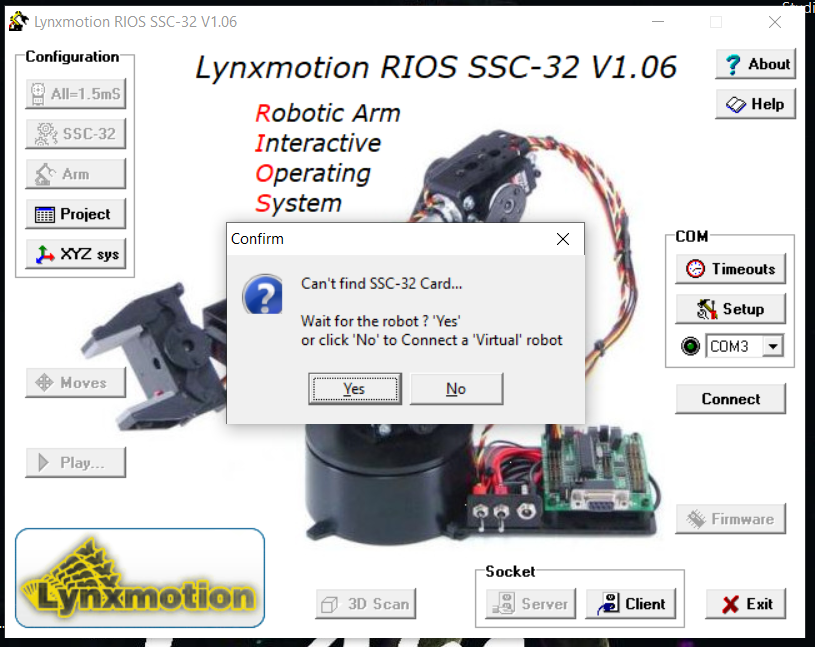 Studi
Lynxmotion RIOS SSC-32 V1.06
Configuration
All=1.5mS
SSC-32
Arm
Project
XYZ sys
Moves
Play...
Lynxmotion RIOS SSC-32 V1.06
Robotic Arm
Interactive
Operating
System
About
Help
Confirm
Can't find SSC-32 Card...
Wait for the robot ? 'Yes'
or click 'No' to Connect a 'Virtual' robot
Yes
No
COM
Timeouts
Setup
COM3
Connect
Firmware
Lynxmotion
3D Scan
Socket
Server
Client
Exit